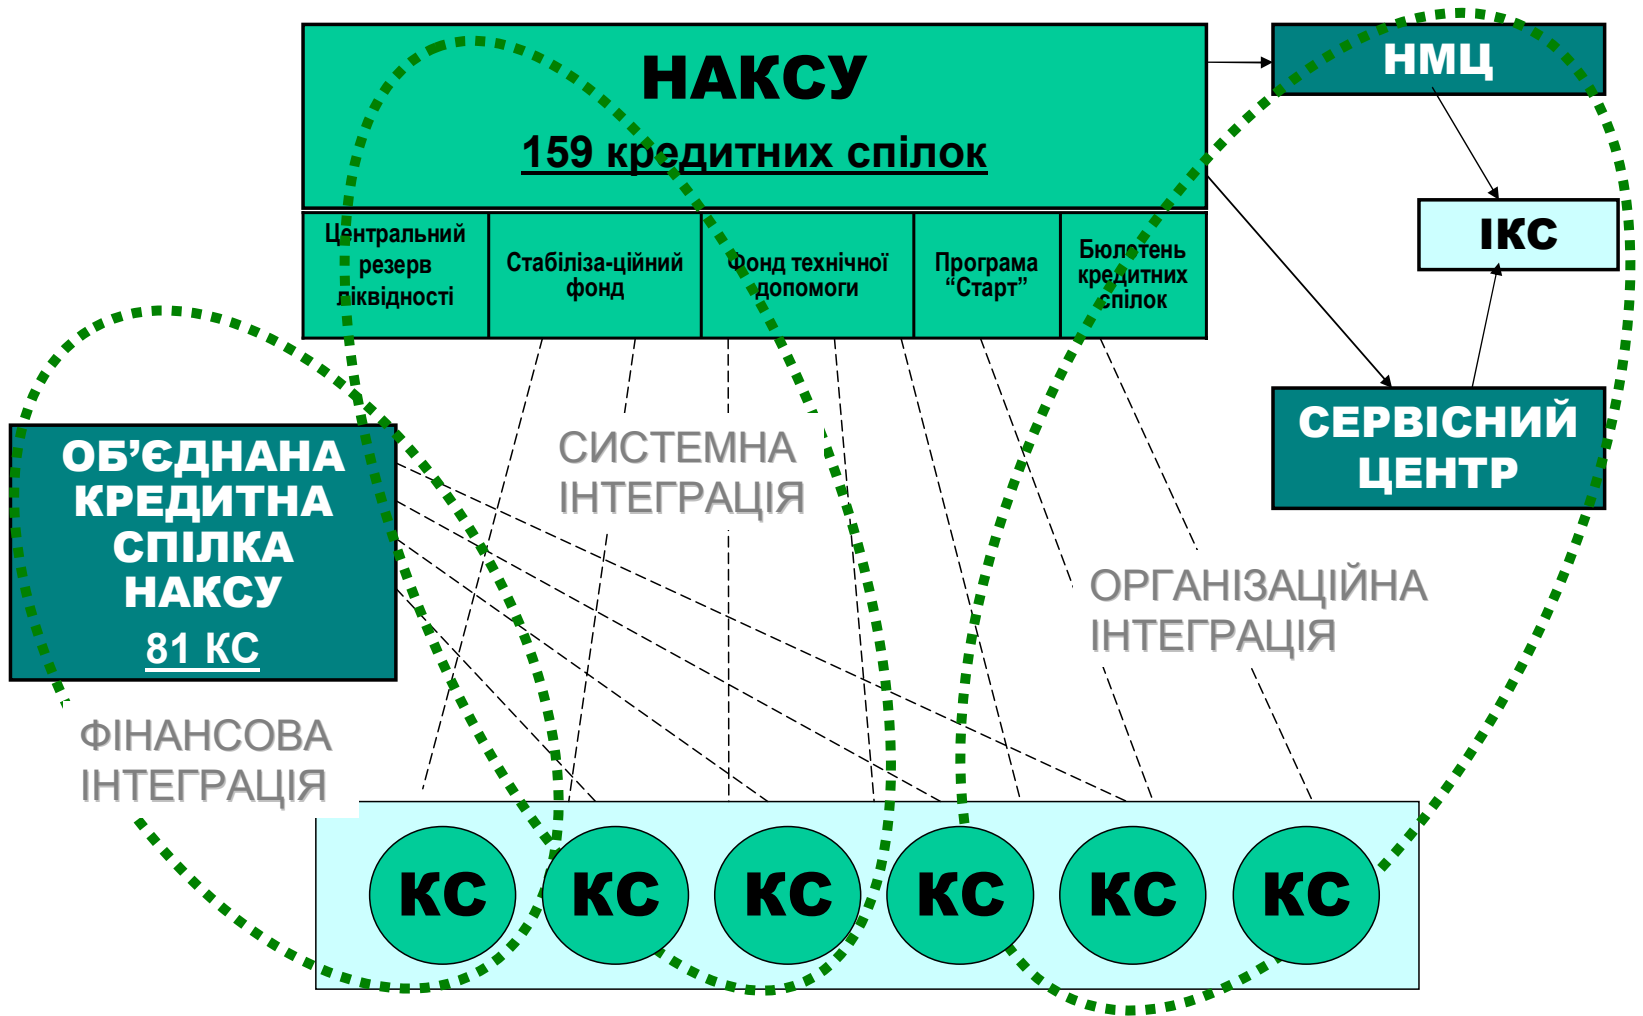 НАКСУ
159 кредитних спілок
НМЦ
ІКС
Центральний
резерв
ліквідності
Стабіліза-ційний
фонд
Фонд технічної
допомоги
Програма
“Старт”
Бюлетень
кредитних
спілок
СЕРВІСНИЙ
ЦЕНТР
ОБ’ЄДНАНА
КРЕДИТНА
СПІЛКА
НАКСУ
81 КС
СИСТЕМНА
ІНТЕГРАЦІЯ
ОРГАНІЗАЦІЙНА
ІНТЕГРАЦІЯ
ФІНАНСОВА
ІНТЕГРАЦІЯ
КС КС КС КС КС КС